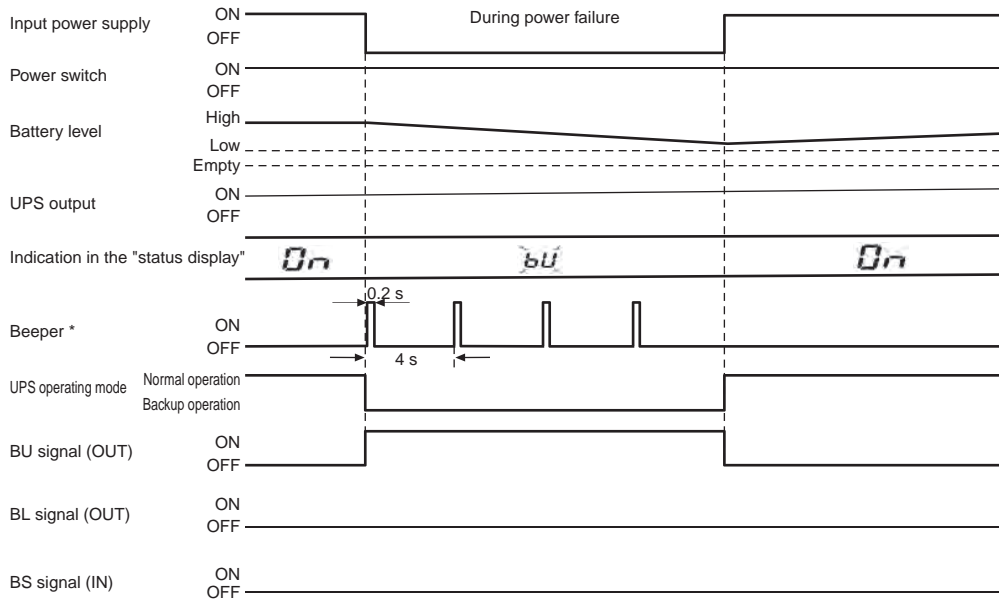 Input power supply ON During power failure
OFF
Power switch ON
OFF
Battery level High
Low
Empty
UPS output ON
OFF
Indication in the "status display" On bU On
0.2 s
Beeper * ON
OFF
4 s
UPS operating mode Normal operation
Backup operation
BU signal (OUT) ON
OFF
BL signal (OUT) ON
OFF
BS signal (IN) ON
OFF